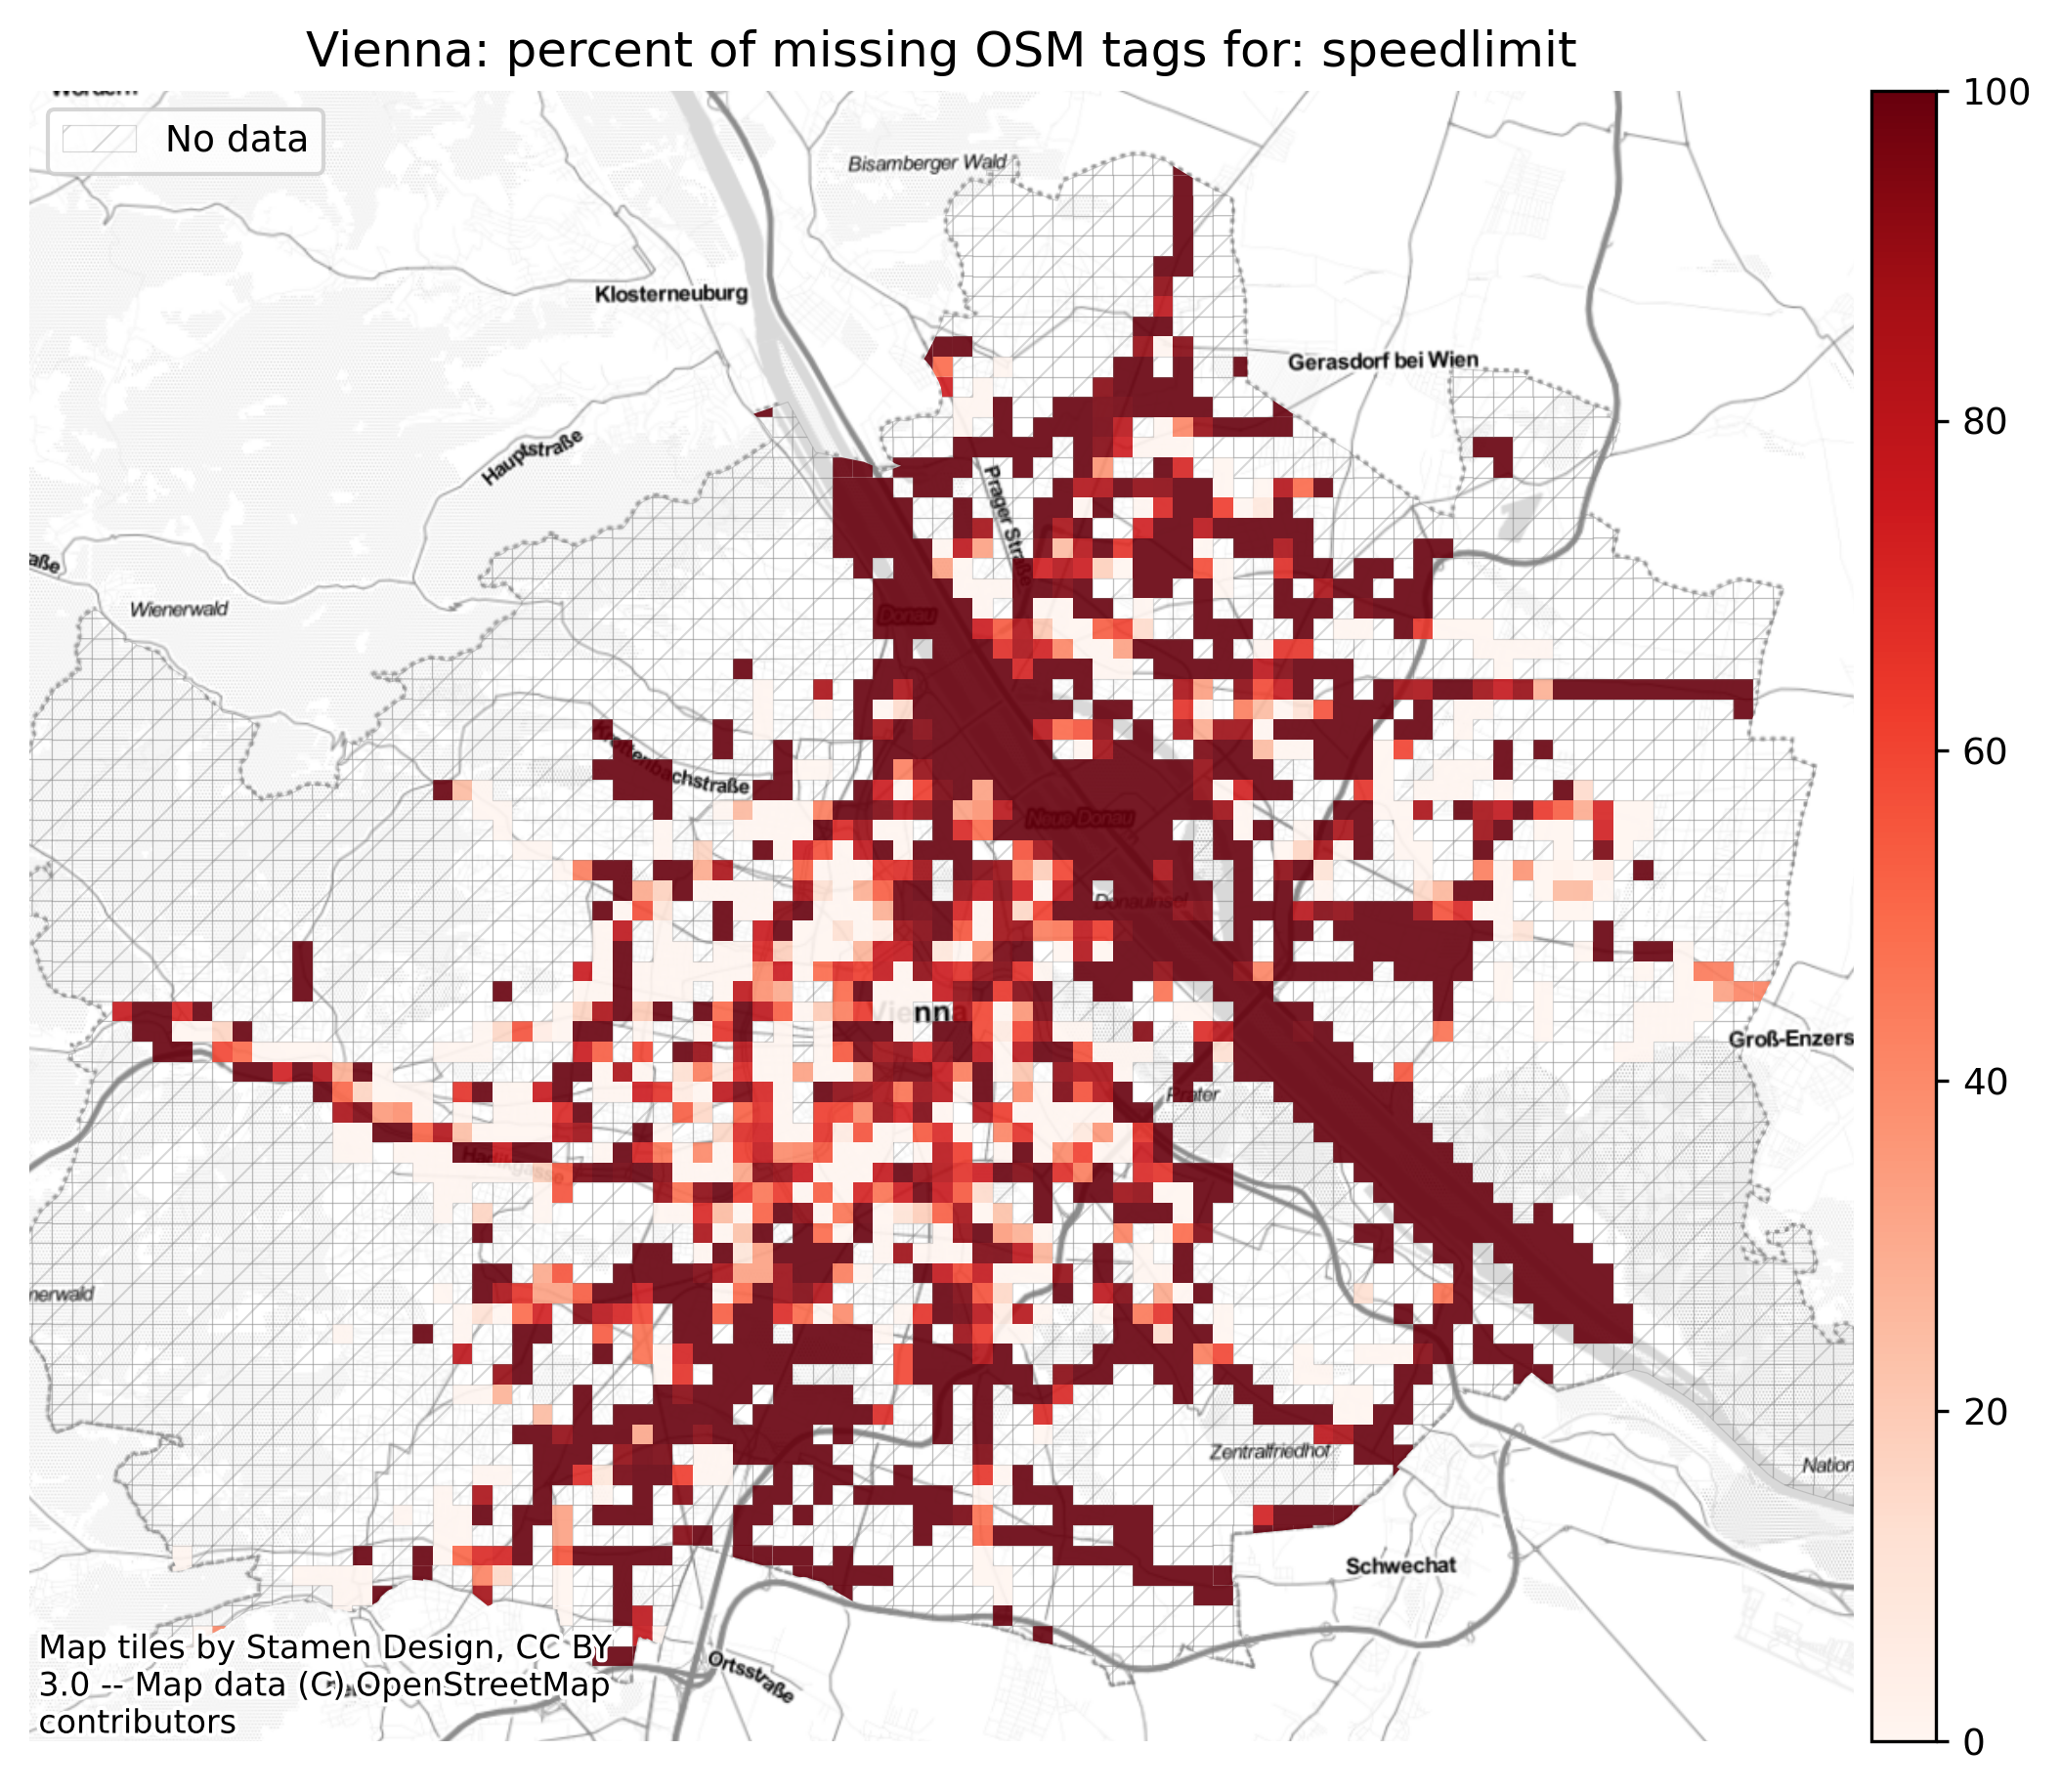 Vienna: percent of missing OSM tags for: speedlimit
No data
100
80
60
40
20
0
Bisamberger Wald
Klosterneuburg
Gerasdorf bei Wien
Hauptstraße
Prager Straße
aße
Wienerwald
Donau
Krottenbachstraße
Neue Donau
Donauinsel
Vienna
Groß-Enzers
Prater
Hadikgasse
nerwald
Zentralfriedhof
Nation
Schwechat
Ortsstraße
Map tiles by Stamen Design, CC BY
3.0 -- Map data (C) OpenStreetMap
contributors